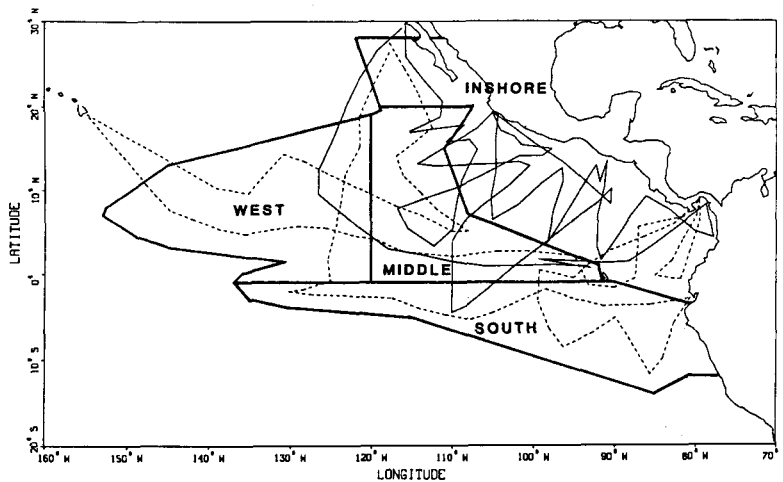 30° N
20° N
10° N
0°
10° S
20° S
LATITUDE
INSHORE
WEST
MIDDLE
SOUTH
160° W
150° W
140° W
130° W
120° W
110° W
100° W
90° W
80° W
70°
LONGITUDE